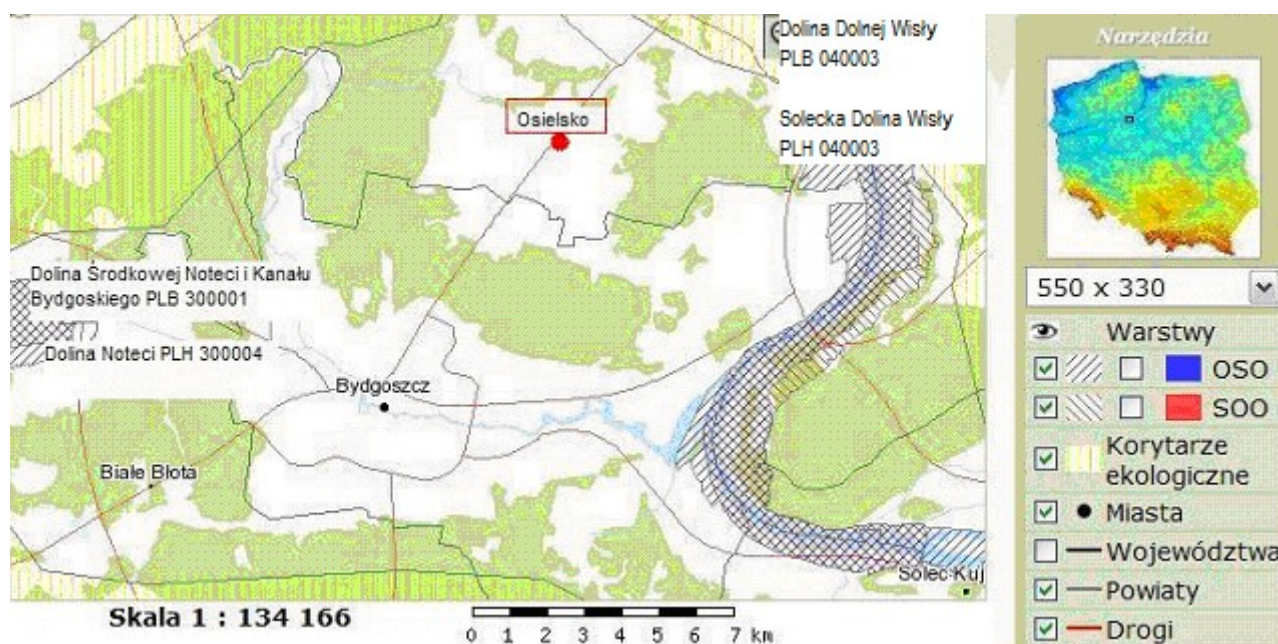 Dolina Dolnej Wisły
PLB 040003
Solecka Dolina Wisły
PLH 040003
Osielsko
Dolina Środkowej Noteci i Kanału
Bydgoskiego PLB 300001
Dolina Noteci PLH 300004
Bydgoszcz
Białe Błota
Solec Kuj
Skala 1 : 134 166
0 1 2 3 4 5 6 7 km
Narzędzia
550 x 330
Warstwy
OSO
SOO
Korytarze
ekologiczne
Miasta
Województwa
Powiaty
Drogi